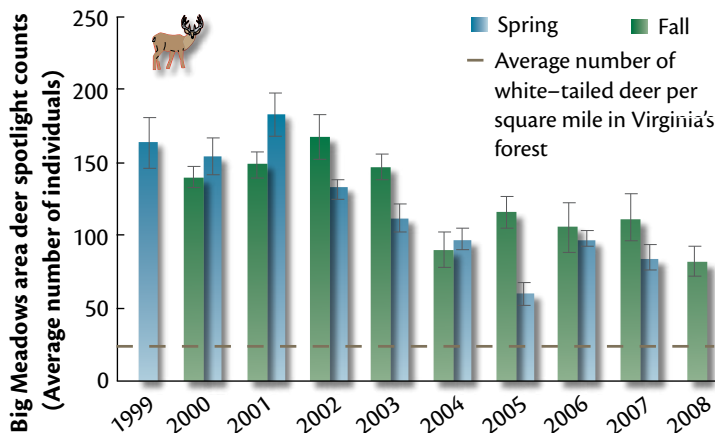 Big Meadows area deer spotlight counts
(Average number of individuals)
250
200
150
100
50
0
Spring
Fall
Average number of
white–tailed deer per
square mile in Virginia's
forest
1999
2000
2001
2002
2003
2004
2005
2006
2007
2008